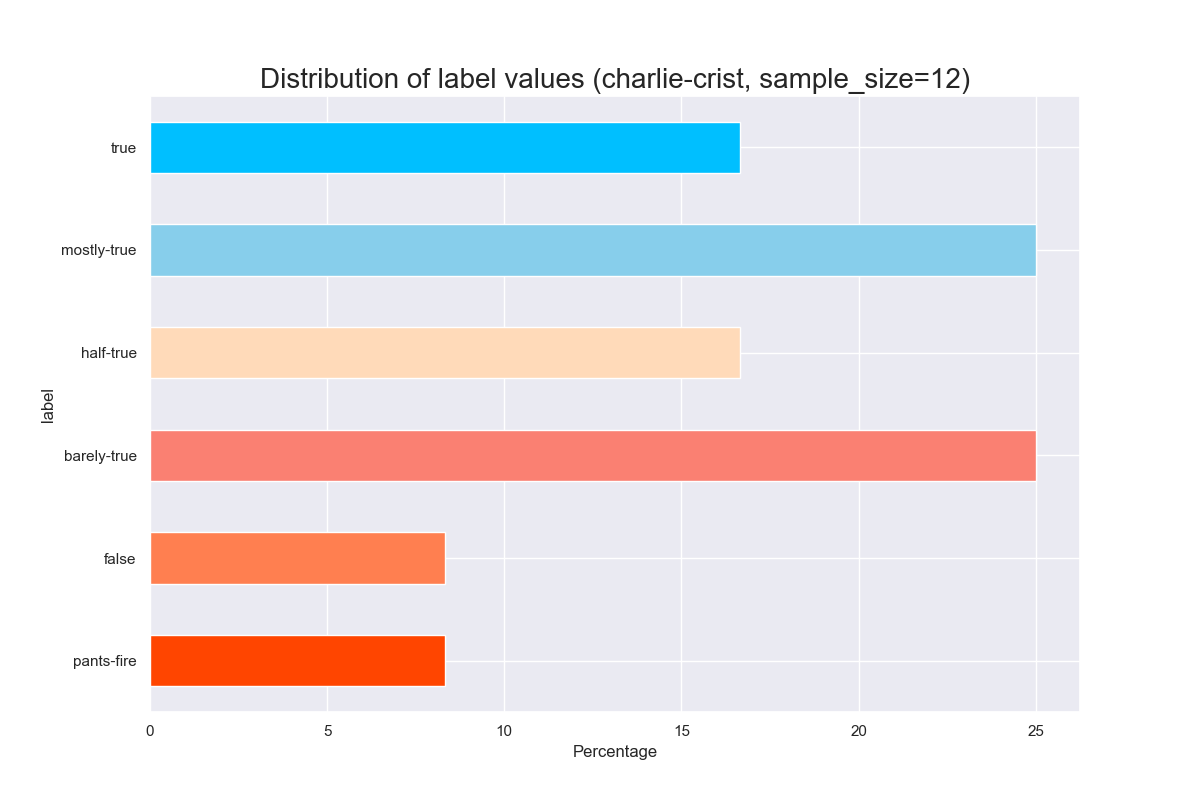 Distribution of label values (charlie-crist, sample_size=12)
true
mostly-true
half-true
barely-true
false
pants-fire
label
0 5 10 15 20 25
Percentage